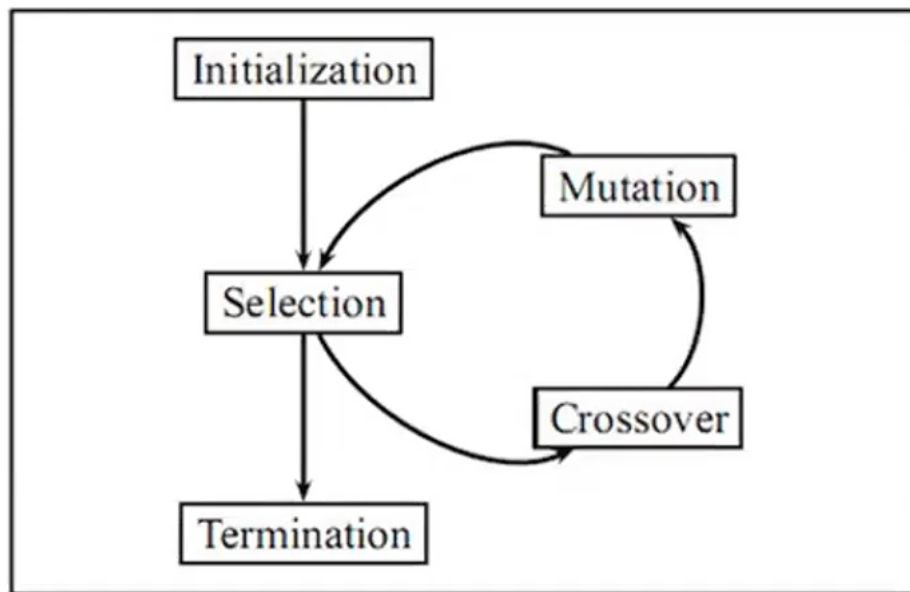 Initialization
Mutation
Selection
Crossover
Termination